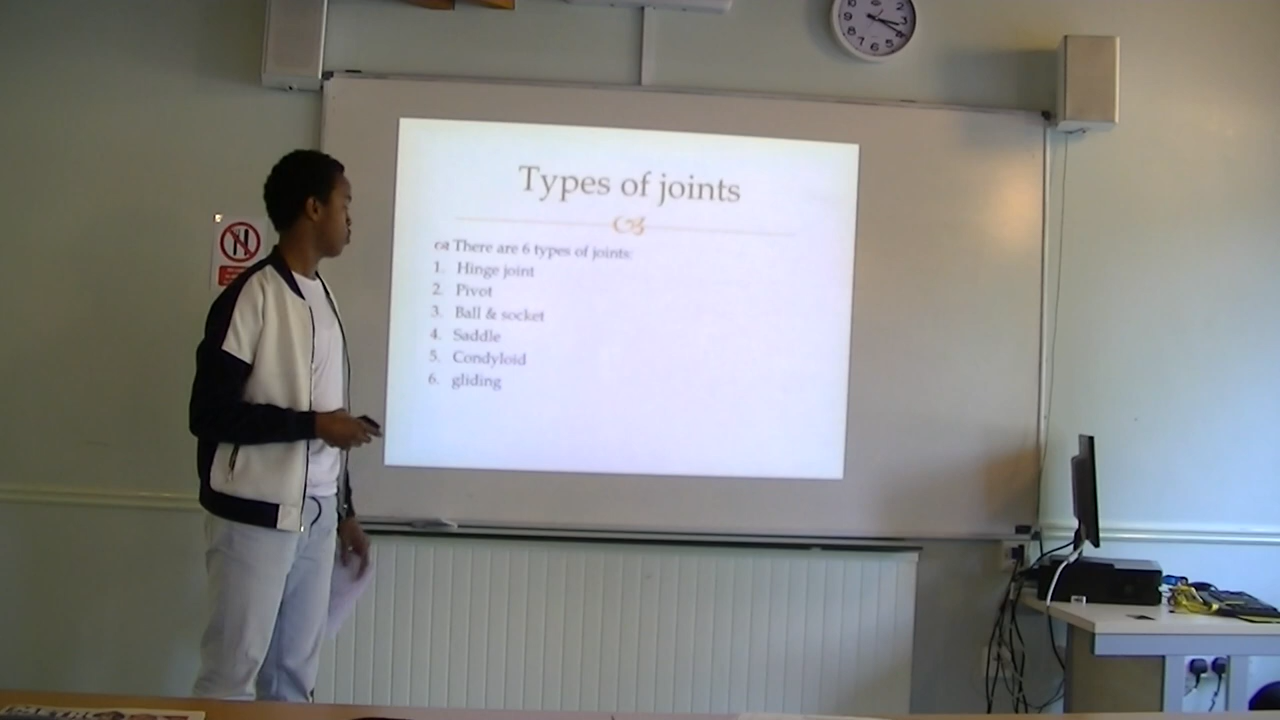 Types of joints
There are 6 types of joints:
1. Hinge joint
2. Pivot
3. Ball & socket
4. Saddle
5. Condyloid
6. gliding